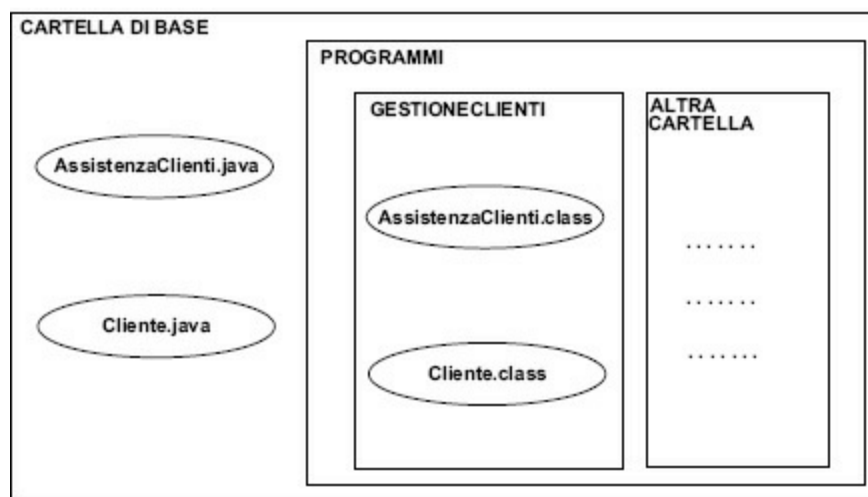 CARTELLA DI BASE
PROGRAMMI
GESTIONECLIENTI
ALTRA
CARTELLA
AssistenzaClienti.java
AssistenzaClienti.class
.......
.......
Cliente.java
Cliente.class
.......